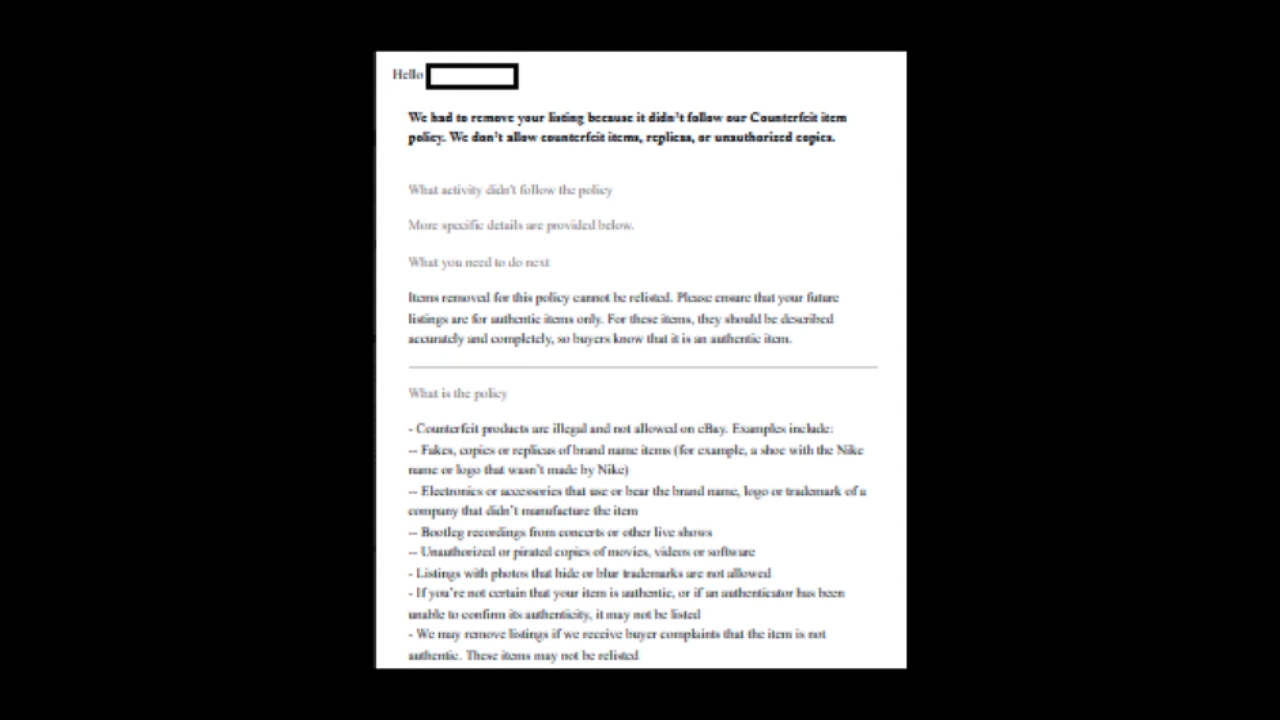 Hello
We had to remove your listing because it didn't follow our Counterfeit item
policy. We don't allow counterfeit items, replicas, or unauthorized copies.
What activity didn't follow the policy
More specific details are provided below.
What you need to do next
Items removed for this policy cannot be relisted. Please ensure that your future
listings are for authentic items only. For these items, they should be described
accurately and completely, so buyers know that it is an authentic item.
What is the policy
- Counterfeit products are illegal and not allowed on eBay. Examples include:
-- Fakes, copies or replicas of brand name items (for example, a shoe with the Nike
name or logo that wasn't made by Nike)
-- Electronics or accessories that use or bear the brand name, logo or trademark of a
company that didn't manufacture the item
-- Bootleg recordings from concerts or other live shows
-- Unauthorized or pirated copies of movies, videos or software
- Listings with photos that hide or blur trademarks are not allowed
- If you're not certain that your item is authentic, or if an authenticator has been
unable to confirm its authenticity, it may not be listed
- We may remove listings if we receive buyer complaints that the item is not
authentic. These items may not be relisted